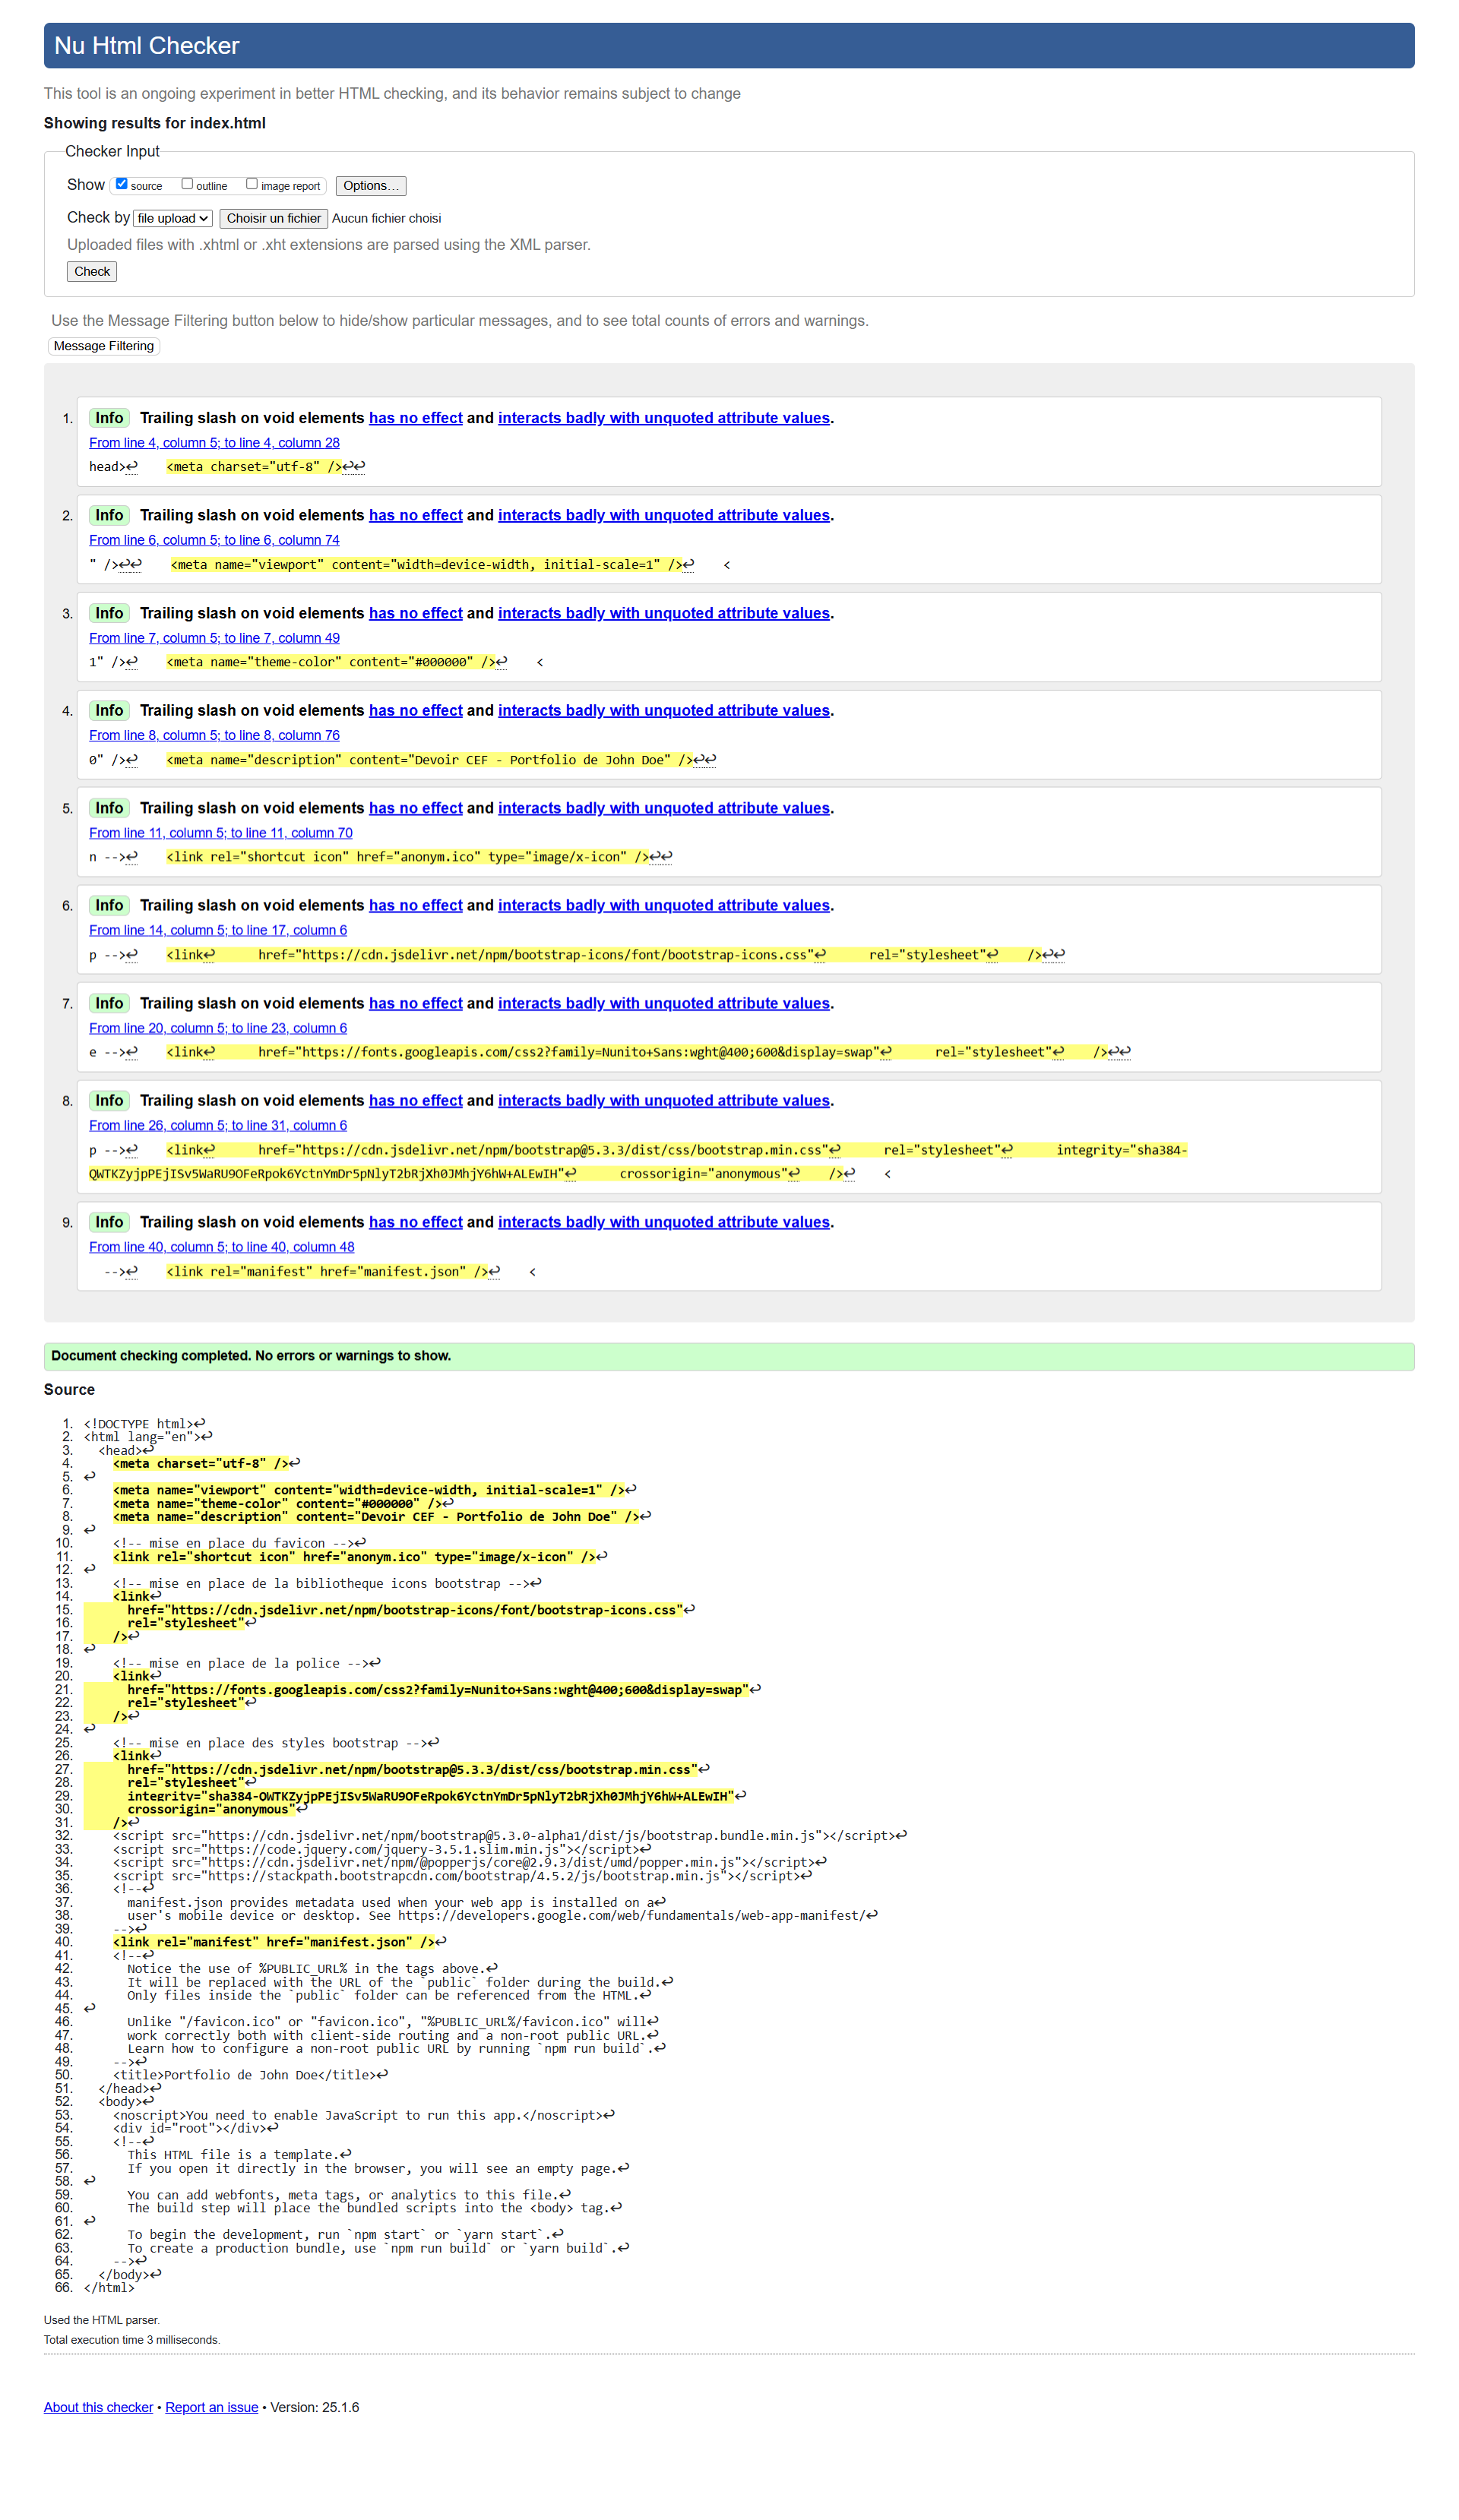 Nu Html Checker
This tool is an ongoing experiment in better HTML checking, and its behavior remains subject to change
Showing results for index.html
Checker Input
Show source outline image report Options…
Check by file upload Choisir un fichier Aucun fichier choisi
Uploaded files with .xhtml or .xht extensions are parsed using the XML parser.
Check
Use the Message Filtering button below to hide/show particular messages, and to see total counts of errors and warnings.
Message Filtering
1. Info Trailing slash on void elements has no effect and interacts badly with unquoted attribute values.
From line 4, column 5; to line 4, column 28
head>↩    <meta charset="utf-8" />↩↩
2. Info Trailing slash on void elements has no effect and interacts badly with unquoted attribute values.
From line 6, column 5; to line 6, column 74
" />↩↩    <meta name="viewport" content="width=device-width, initial-scale=1" />↩    <
3. Info Trailing slash on void elements has no effect and interacts badly with unquoted attribute values.
From line 7, column 5; to line 7, column 49
1" />↩    <meta name="theme-color" content="#000000" />↩    <
4. Info Trailing slash on void elements has no effect and interacts badly with unquoted attribute values.
From line 8, column 5; to line 8, column 76
0" />↩    <meta name="description" content="Devoir CEF - Portfolio de John Doe" />↩↩
5. Info Trailing slash on void elements has no effect and interacts badly with unquoted attribute values.
From line 11, column 5; to line 11, column 70
n -->↩    <link rel="shortcut icon" href="anonym.ico" type="image/x-icon" />↩↩
6. Info Trailing slash on void elements has no effect and interacts badly with unquoted attribute values.
From line 14, column 5; to line 17, column 6
p -->↩    <link↩      href="https://cdn.jsdelivr.net/npm/bootstrap-icons/font/bootstrap-icons.css"↩      rel="stylesheet"↩    />↩↩
7. Info Trailing slash on void elements has no effect and interacts badly with unquoted attribute values.
From line 20, column 5; to line 23, column 6
e -->↩    <link↩      href="https://fonts.googleapis.com/css2?family=Nunito+Sans:wght@400;600&display=swap"↩      rel="stylesheet"↩    />↩↩
8. Info Trailing slash on void elements has no effect and interacts badly with unquoted attribute values.
From line 26, column 5; to line 31, column 6
p -->↩    <link↩      href="https://cdn.jsdelivr.net/npm/bootstrap@5.3.3/dist/css/bootstrap.min.css"↩      rel="stylesheet"↩      integrity="sha384-
QWTKZyjpPEjISv5WaRU9OFeRpok6YctnYmDr5pNlyT2bRjXh0JMhjY6hW+ALEwIH"↩      crossorigin="anonymous"↩    />↩    <
9. Info Trailing slash on void elements has no effect and interacts badly with unquoted attribute values.
From line 40, column 5; to line 40, column 48
-->↩    <link rel="manifest" href="manifest.json" />↩    <
Document checking completed. No errors or warnings to show.
Source
1. <!DOCTYPE html>↩
2. <html lang="en">↩
3.   <head>↩
4.     <meta charset="utf-8" />↩
5. ↩
6.     <meta name="viewport" content="width=device-width, initial-scale=1" />↩
7.     <meta name="theme-color" content="#000000" />↩
8.     <meta name="description" content="Devoir CEF - Portfolio de John Doe" />↩
9. ↩
10.     <!-- mise en place du favicon -->↩
11.     <link rel="shortcut icon" href="anonym.ico" type="image/x-icon" />↩
12. ↩
13.     <!-- mise en place de la bibliotheque icons bootstrap -->↩
14.     <link↩
15.       href="https://cdn.jsdelivr.net/npm/bootstrap-icons/font/bootstrap-icons.css"↩
16.       rel="stylesheet"↩
17.     />↩
18. ↩
19.     <!-- mise en place de la police -->↩
20.     <link↩
21.       href="https://fonts.googleapis.com/css2?family=Nunito+Sans:wght@400;600&display=swap"↩
22.       rel="stylesheet"↩
23.     />↩
24. ↩
25.     <!-- mise en place des styles bootstrap -->↩
26.     <link↩
27.       href="https://cdn.jsdelivr.net/npm/bootstrap@5.3.3/dist/css/bootstrap.min.css"↩
28.       rel="stylesheet"↩
29.       integrity="sha384-QWTKZyjpPEjISv5WaRU9OFeRpok6YctnYmDr5pNlyT2bRjXh0JMhjY6hW+ALEwIH"↩
30.       crossorigin="anonymous"↩
31.     />↩
32.     <script src="https://cdn.jsdelivr.net/npm/bootstrap@5.3.0-alpha1/dist/js/bootstrap.bundle.min.js"></script>↩
33.     <script src="https://code.jquery.com/jquery-3.5.1.slim.min.js"></script>↩
34.     <script src="https://cdn.jsdelivr.net/npm/@popperjs/core@2.9.3/dist/umd/popper.min.js"></script>↩
35.     <script src="https://stackpath.bootstrapcdn.com/bootstrap/4.5.2/js/bootstrap.min.js"></script>↩
36.     <!--↩
37.       manifest.json provides metadata used when your web app is installed on a↩
38.       user's mobile device or desktop. See https://developers.google.com/web/fundamentals/web-app-manifest/↩
39.     -->↩
40.     <link rel="manifest" href="manifest.json" />↩
41.     <!--↩
42.       Notice the use of %PUBLIC_URL% in the tags above.↩
43.       It will be replaced with the URL of the `public` folder during the build.↩
44.       Only files inside the `public` folder can be referenced from the HTML.↩
45. ↩
46.       Unlike "/favicon.ico" or "favicon.ico", "%PUBLIC_URL%/favicon.ico" will↩
47.       work correctly both with client-side routing and a non-root public URL.↩
48.       Learn how to configure a non-root public URL by running `npm run build`.↩
49.     -->↩
50.     <title>Portfolio de John Doe</title>↩
51.   </head>↩
52.   <body>↩
53.     <noscript>You need to enable JavaScript to run this app.</noscript>↩
54.     <div id="root"></div>↩
55.     <!--↩
56.       This HTML file is a template.↩
57.       If you open it directly in the browser, you will see an empty page.↩
58. ↩
59.       You can add webfonts, meta tags, or analytics to this file.↩
60.       The build step will place the bundled scripts into the <body> tag.↩
61. ↩
62.       To begin the development, run `npm start` or `yarn start`.↩
63.       To create a production bundle, use `npm run build` or `yarn build`.↩
64.     -->↩
65.   </body>↩
66. </html>
Used the HTML parser.
Total execution time 3 milliseconds.
About this checker • Report an issue • Version: 25.1.6